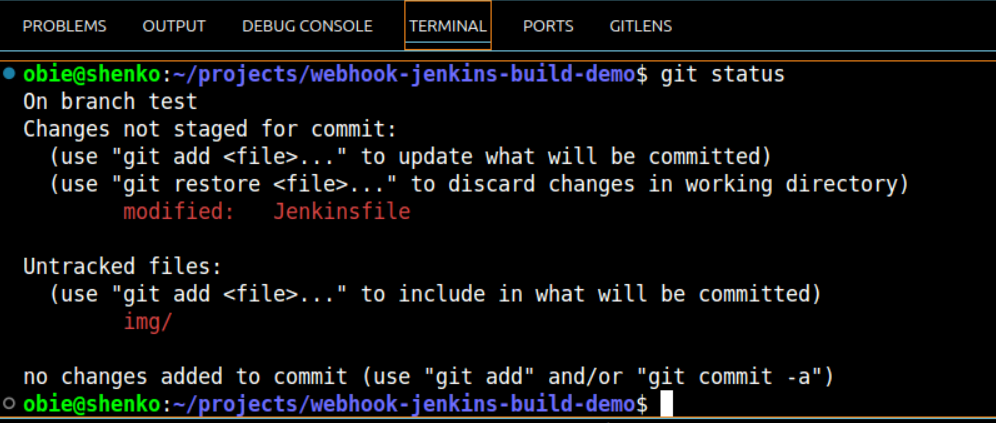 PROBLEMS OUTPUT DEBUG CONSOLE TERMINAL PORTS GITLENS
obie@shenko:~/projects/webhook-jenkins-build-demo$ git status
On branch test
Changes not staged for commit:
  (use "git add <file>..." to update what will be committed)
  (use "git restore <file>..." to discard changes in working directory)
        modified:   Jenkinsfile

Untracked files:
  (use "git add <file>..." to include in what will be committed)
        img/

no changes added to commit (use "git add" and/or "git commit -a")
obie@shenko:~/projects/webhook-jenkins-build-demo$